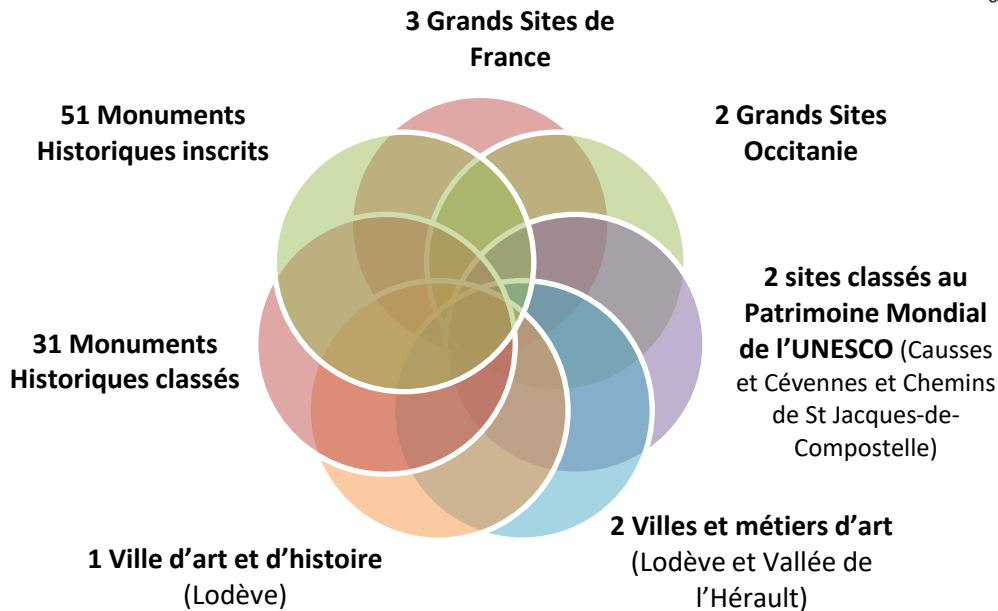 3 Grands Sites de
France
51 Monuments
Historiques inscrits
2 Grands Sites
Occitanie
2 sites classés au
Patrimoine Mondial
de l'UNESCO (Causses
et Cévennes et Chemins
de St Jacques-de-
Compostelle)
31 Monuments
Historiques classés
2 Villes et métiers d'art
(Lodève et Vallée de
l'Hérault)
1 Ville d'art et d'histoire
(Lodève)